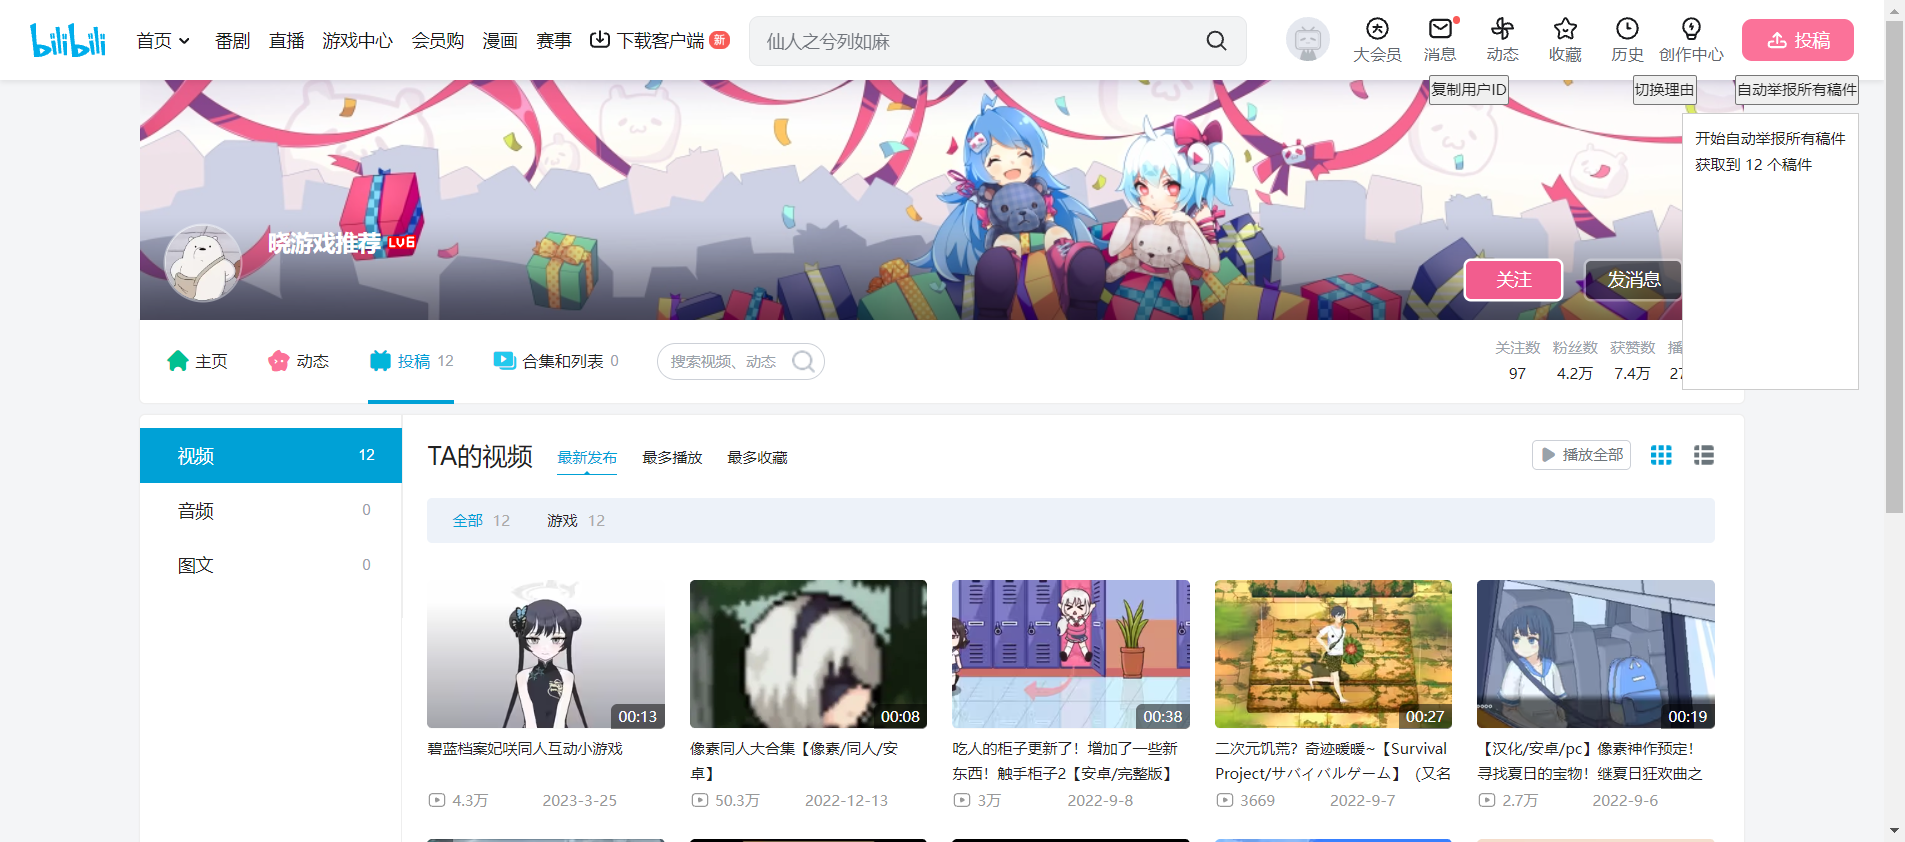 bilibili
首页
番剧
直播
游戏中心
会员购
漫画
赛事
下载客户端
新
仙人之兮列如麻
大会员
消息
动态
收藏
历史
创作中心
投稿
复制用户ID
切换理由
自动举报所有稿件
开始自动举报所有稿件
获取到 12 个稿件
晓游戏推荐 LV6
关注
发消息
主页
动态
投稿 12
合集和列表 0
搜索视频、动态
关注数 粉丝数 获赞数 播
97 4.2万 7.4万 27
视频 12
音频 0
图文 0
TA的视频
最新发布
最多播放
最多收藏
播放全部
全部 12
游戏 12
00:13
00:08
00:38
00:27
00:19
碧蓝档案妃咲同人互动小游戏
4.3万 2023-3-25
像素同人大合集【像素/同人/安
卓】
50.3万 2022-12-13
吃人的柜子更新了！增加了一些新
东西！触手柜子2【安卓/完整版】
3万 2022-9-8
二次元饥荒？奇迹暖暖~【Survival
Project/サバイバルゲーム】（又名
3669 2022-9-7
【汉化/安卓/pc】像素神作预定！
寻找夏日的宝物！继夏日狂欢曲之
2.7万 2022-9-6